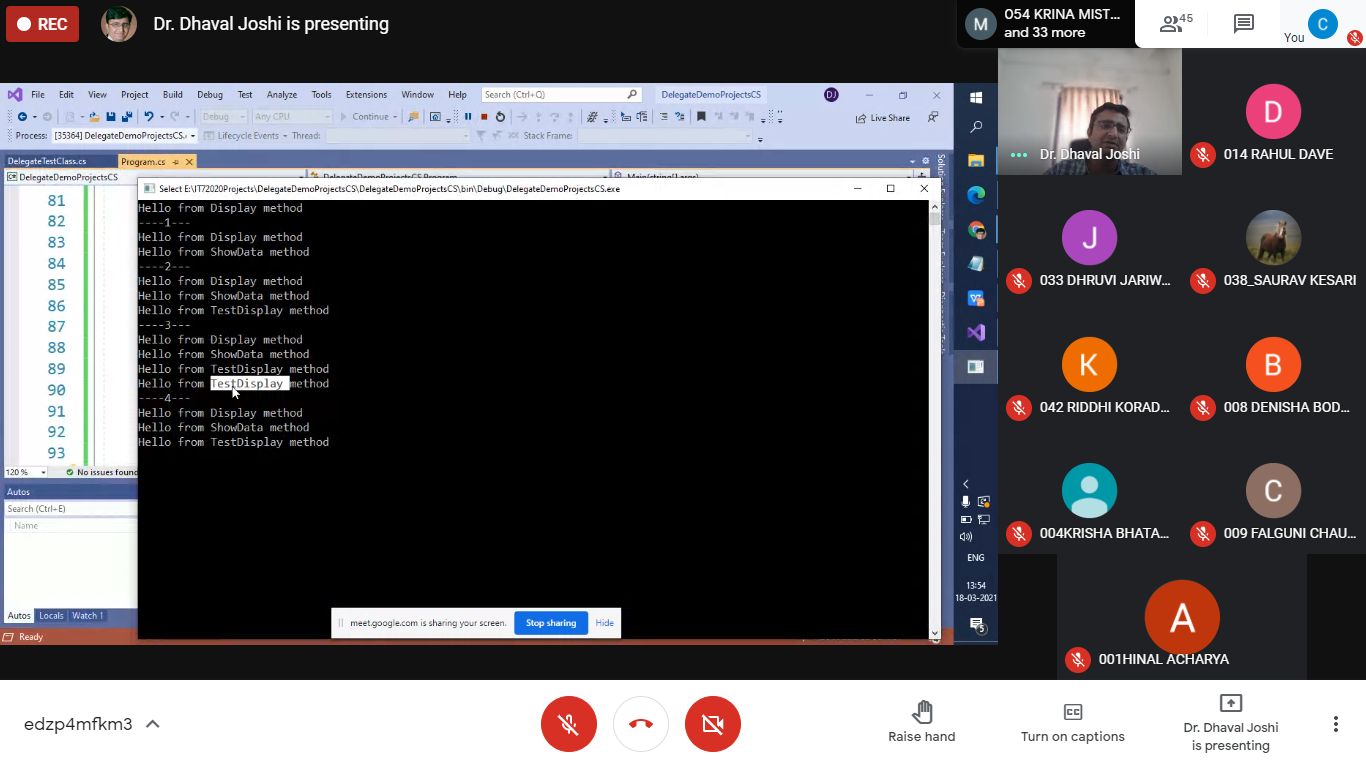 REC
Dr. Dhaval Joshi is presenting
M
054 KRINA MIST...
and 33 more
45
You
C
File Edit View Project Build Debug Test Analyze Tools Extensions Window Help Search (Ctrl+Q) DelegateDemoProjectsCS DJ
Debug Any CPU Continue Live Share
Process: [35364] DelegateDemoProjectsCS. Lifecycle Events Thread: Stack Frame:
DelegateTestClass.cs Program.cs
DelegateDemoProjectsCS DelegateDemoProjectsCS.Program Main(string[] args)
Select E:\IT72020Projects\DelegateDemoProjectsCS\DelegateDemoProjectsCS\bin\Debug\DelegateDemoProjectsCS.exe
81
82
83
84
85
86
87
88
89
90
91
92
93
Hello from Display method
----1---
Hello from Display method
Hello from ShowData method
----2---
Hello from Display method
Hello from ShowData method
Hello from TestDisplay method
----3---
Hello from Display method
Hello from ShowData method
Hello from TestDisplay method
Hello from TestDisplay method
----4---
Hello from Display method
Hello from ShowData method
Hello from TestDisplay method
120 % No issues found
Autos
Search (Ctrl+E)
Name
Autos Locals Watch 1
Ready
meet.google.com is sharing your screen. Stop sharing Hide
ENG
13:54
18-03-2021
5
Dr. Dhaval Joshi
D
014 RAHUL DAVE
J
033 DHRUVI JARIW...
038_SAURAV KESARI
K
042 RIDDHI KORAD...
B
008 DENISHA BOD...
004KRISHA BHATA...
C
009 FALGUNI CHAU...
A
001HINAL ACHARYA
edzp4mfkm3
Raise hand
CC
Turn on captions
Dr. Dhaval Joshi
is presenting